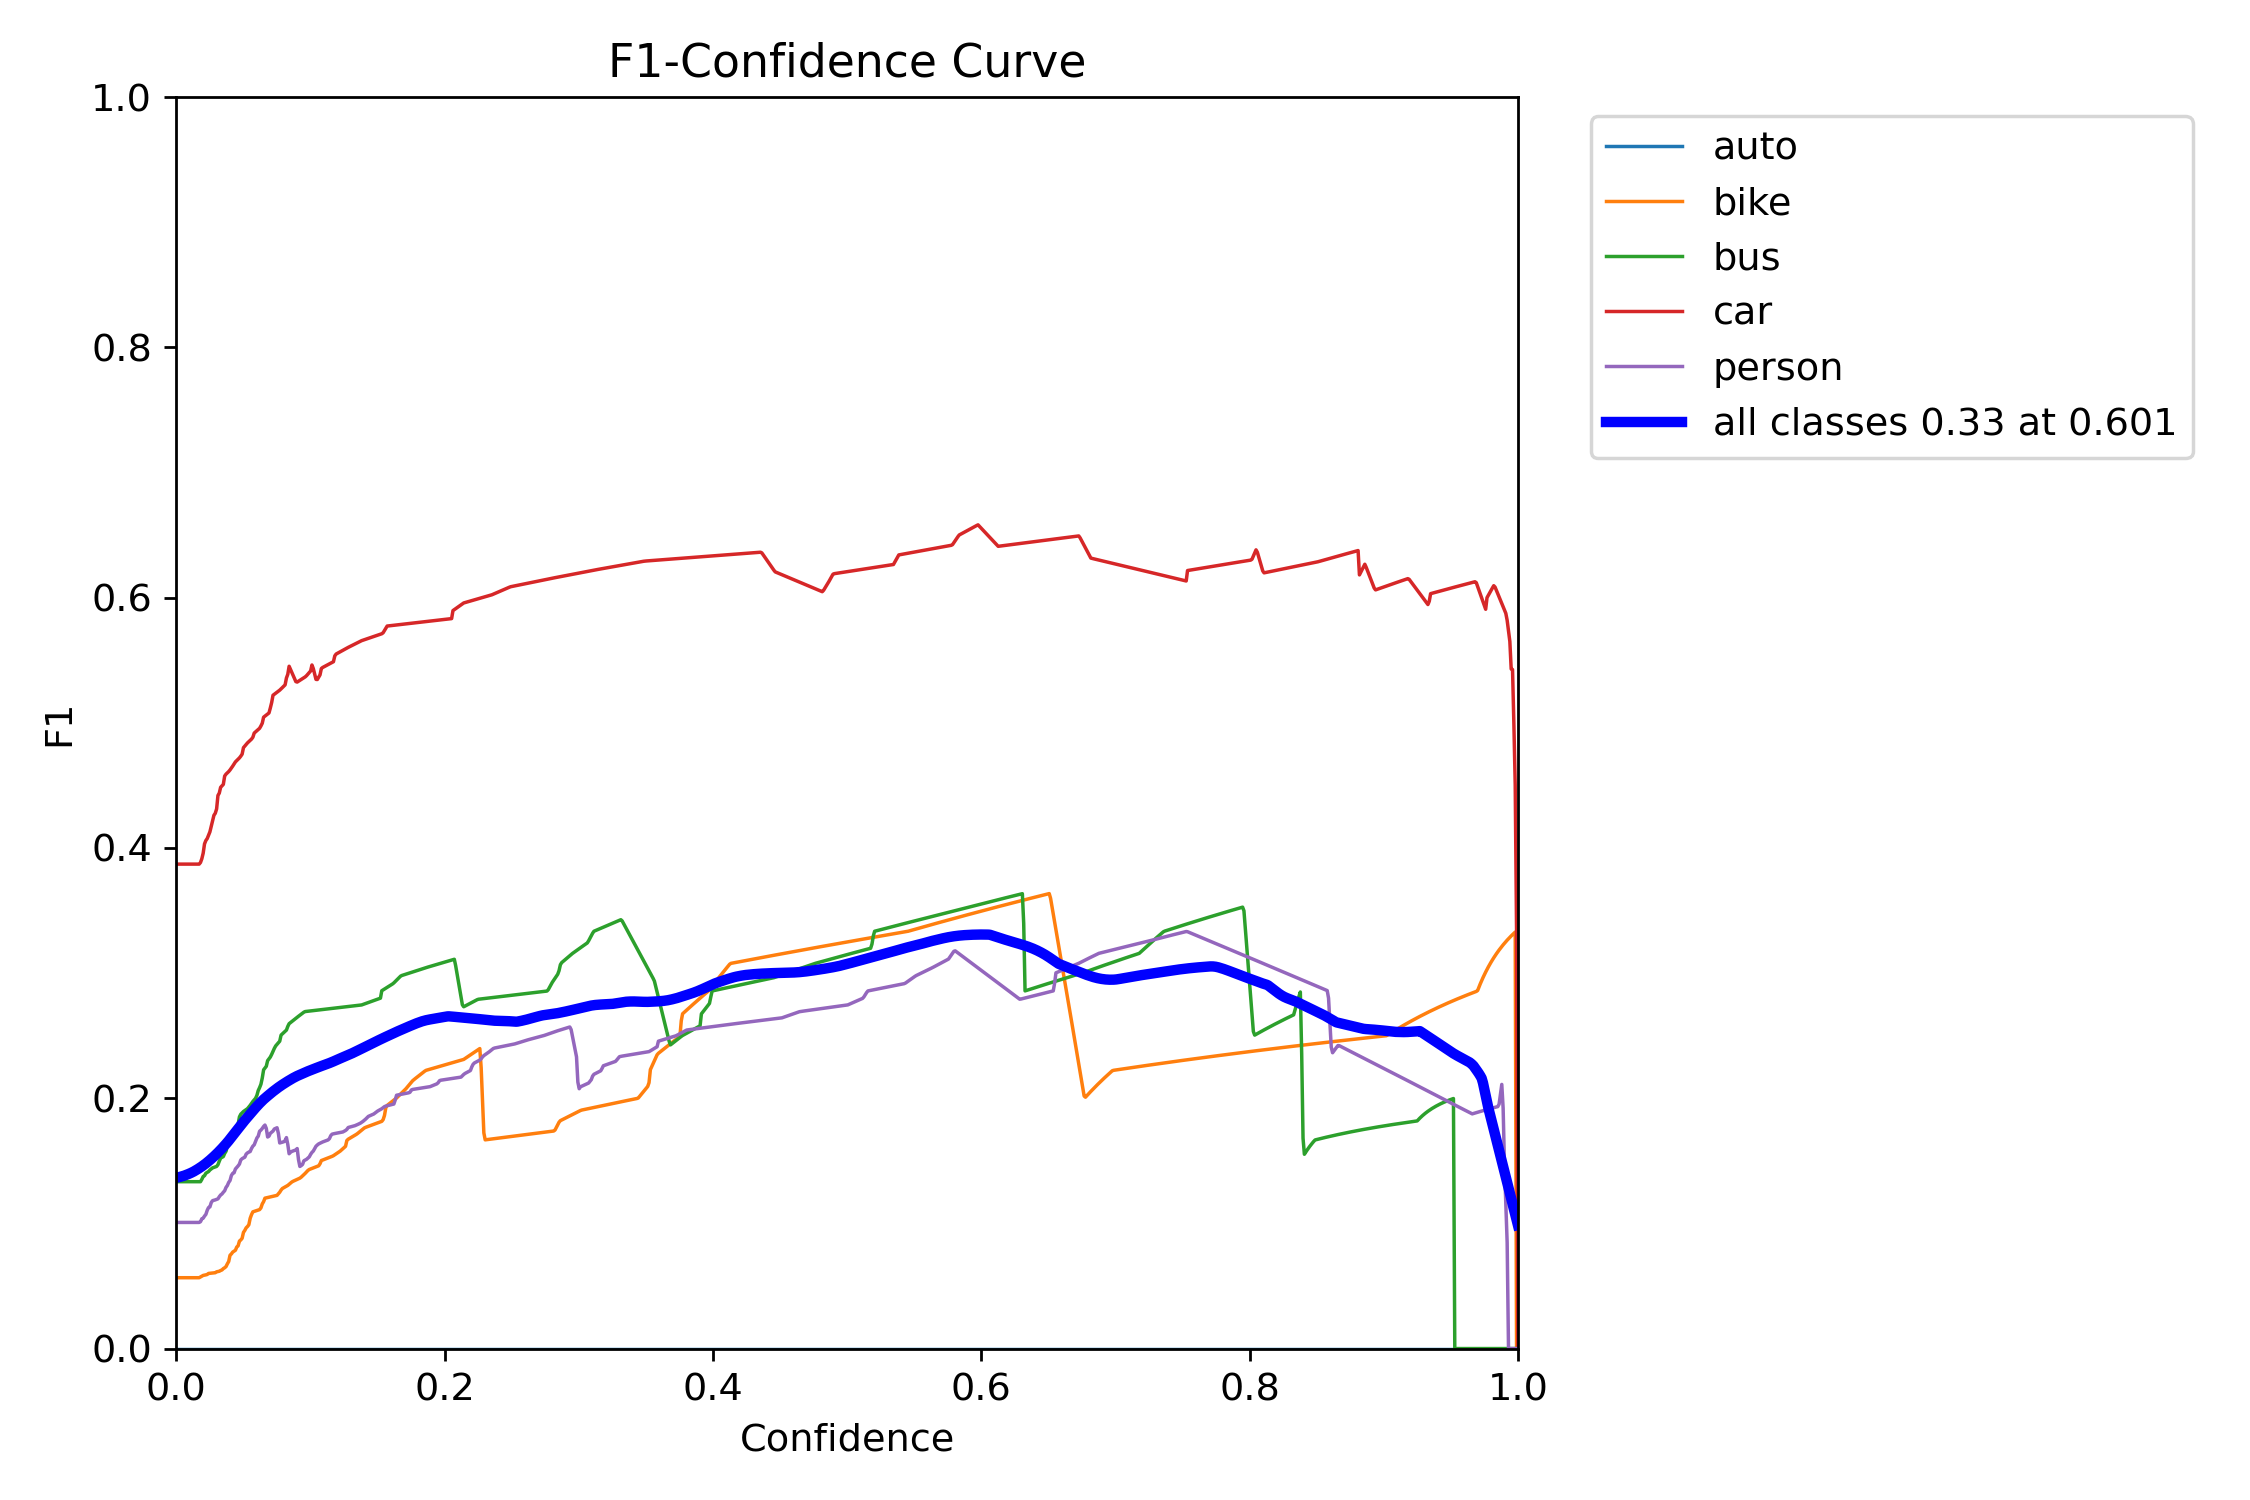 F1-Confidence Curve
1.0
0.8
0.6
0.4
0.2
0.0
F1
0.0 0.2 0.4 0.6 0.8 1.0
Confidence
auto
bike
bus
car
person
all classes 0.33 at 0.601